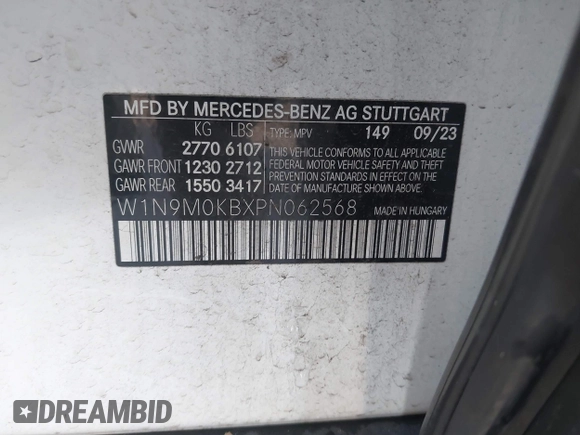 MFD BY MERCEDES-BENZ AG STUTTGART
KG LBS TYPE: MPV 149 09/23
GVWR 2770 6107
GAWR FRONT 1230 2712
GAWR REAR 1550 3417
THIS VEHICLE CONFORMS TO ALL APPLICABLE
FEDERAL MOTOR VEHICLE SAFETY AND THEFT
PREVENTION STANDARDS IN EFFECT ON THE
DATE OF MANUFACTURE SHOWN ABOVE.
W1N9M0KBXPN062568 MADE IN HUNGARY
DREAMBID